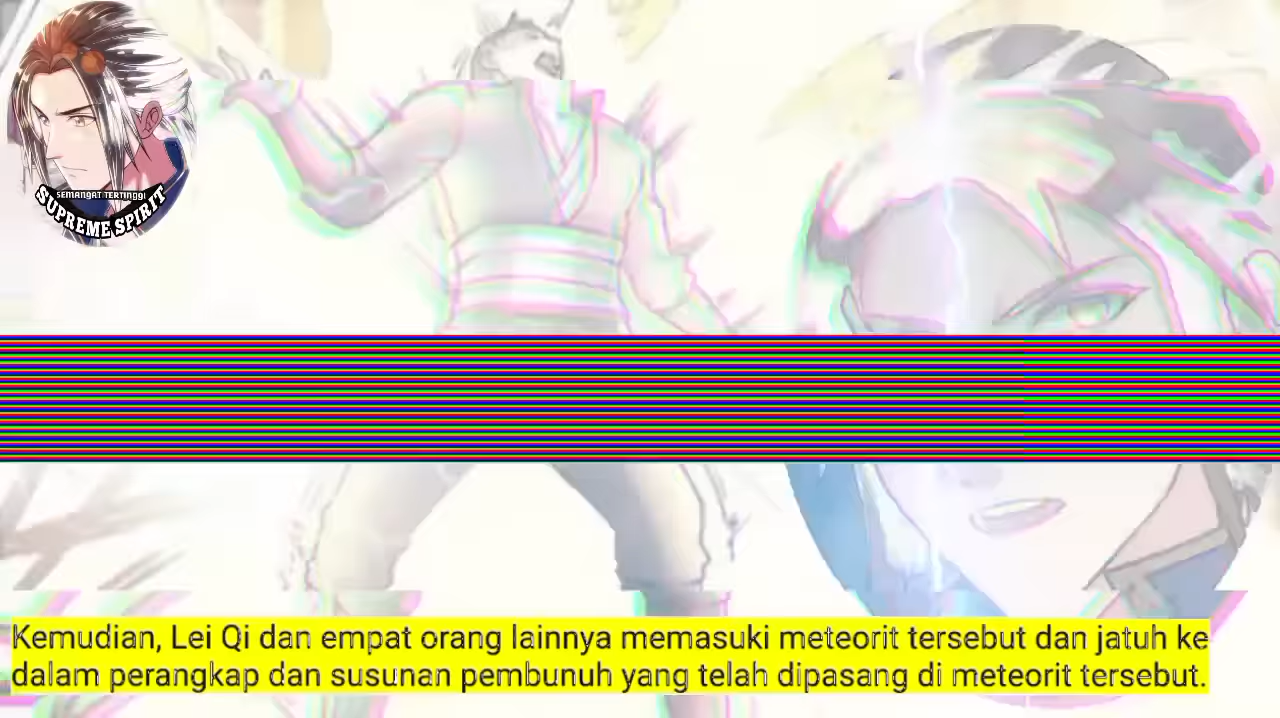 SEMANGAT TERTINGGI
SUPREME SPIRIT
Kemudian, Lei Qi dan empat orang lainnya memasuki meteorit tersebut dan jatuh ke
dalam perangkap dan susunan pembunuh yang telah dipasang di meteorit tersebut.